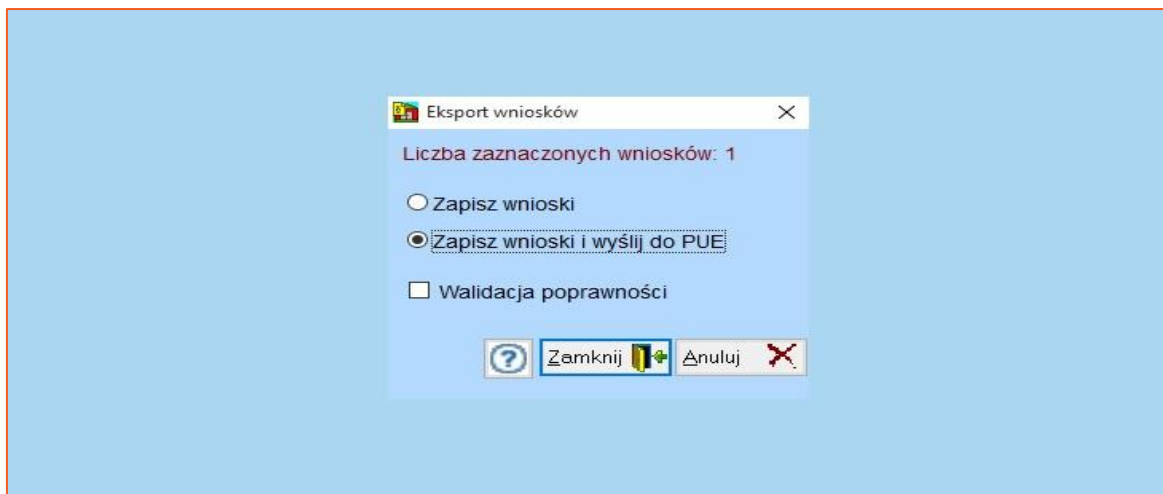 Eksport wniosków
Liczba zaznaczonych wniosków: 1
Zapisz wnioski
Zapisz wnioski i wyślij do PUE
Walidacja poprawności
? Zamknij Anuluj